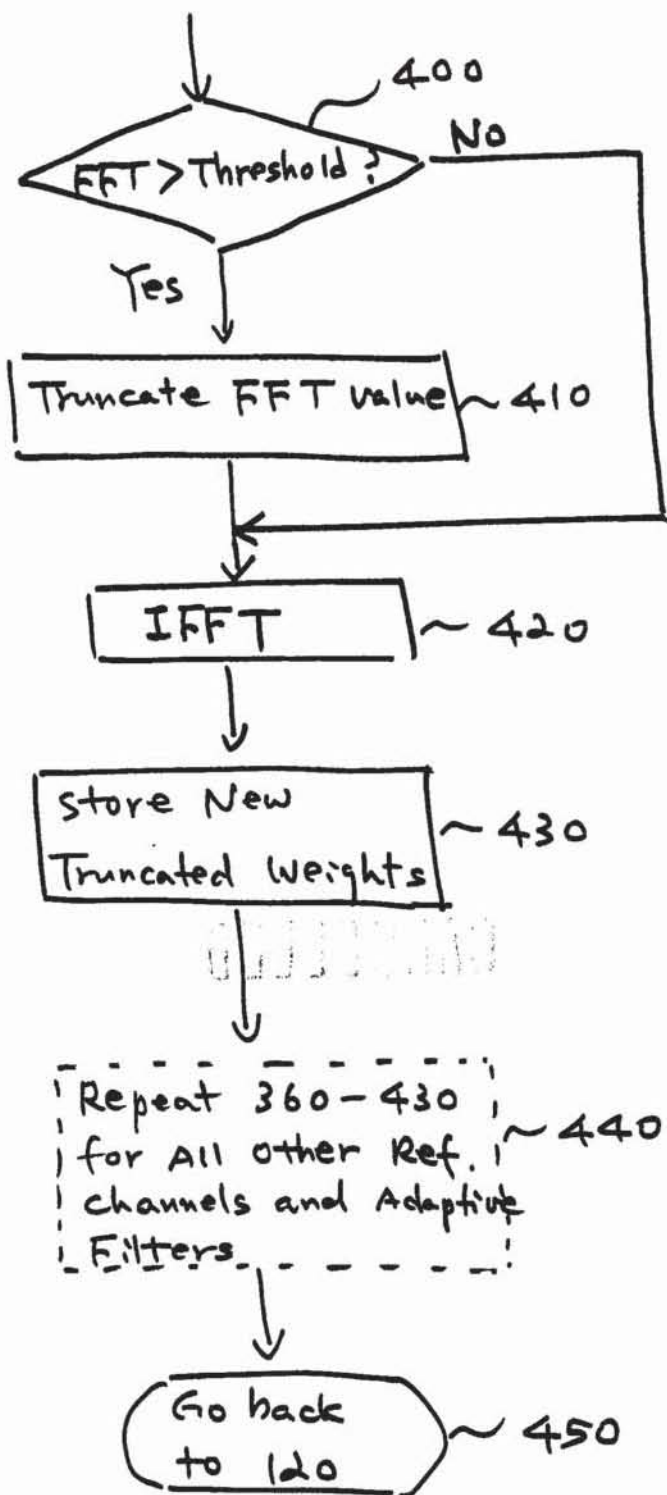 400
FFT > Threshold?
No
Yes
Truncate FFT value
410
IFFT
420
Store New
Truncated Weights
430
Repeat 360-430
for All Other Ref.
channels and Adaptive
Filters
440
Go back
to 120
450